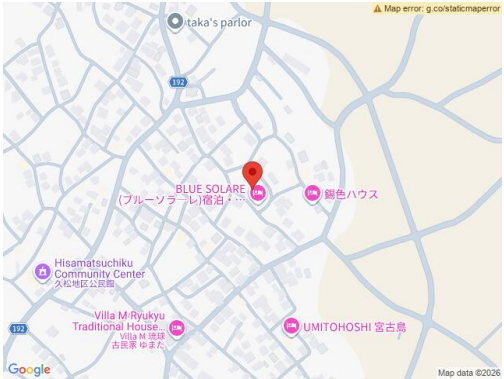 Map error: g.co/staticmaperror
taka's parlor
192
BLUE SOLARE
(ブルーソラーレ)宿泊・…
錫色ハウス
Hisamatsuchiku
Community Center
久松地区公民館
Villa M Ryukyu
Traditional House...
Villa M 琉球
古民家 ゆまた
UMITOHOSHI 宮古島
192
Google
Map data ©2026